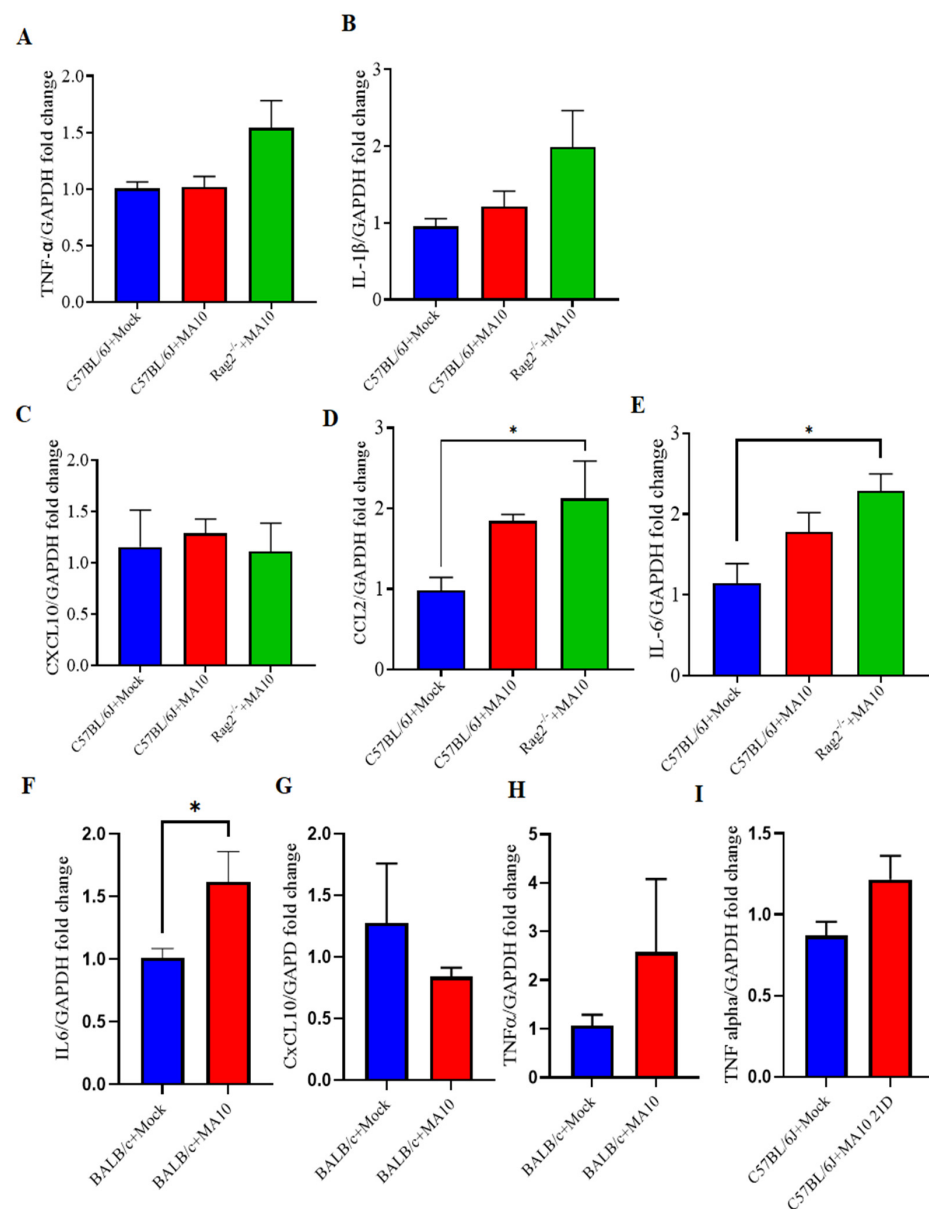 A
TNF-α/GAPDH fold change
2.0
1.5
1.0
0.5
0.0
C57BL/6J+Mock
C57BL/6J+MA10
Rag2-/-+MA10
B
IL-1β/GAPDH fold change
3
2
1
0
C57BL/6J+Mock
C57BL/6J+MA10
Rag2-/-+MA10
C
CXCL10/GAPDH fold change
2.0
1.5
1.0
0.5
0.0
C57BL/6J+Mock
C57BL/6J+MA10
Rag2-/-+MA10
D
CCL2/GAPDH fold change
3
2
1
0
*
C57BL/6J+Mock
C57BL/6J+MA10
Rag2-/-+MA10
E
IL-6/GAPDH fold change
3
2
1
0
*
C57BL/6J+Mock
C57BL/6J+MA10
Rag2-/-+MA10
F
IL6/GAPDH fold change
2.0
1.5
1.0
0.5
0.0
*
BALB/c+Mock
BALB/c+MA10
G
CxCL10/GAPD fold change
2.0
1.5
1.0
0.5
0.0
BALB/c+Mock
BALB/c+MA10
H
TNFα/GAPDH fold change
5
4
3
2
1
0
BALB/c+Mock
BALB/c+MA10
I
TNF alpha/GAPDH fold change
1.5
1.0
0.5
0.0
C57BL/6J+Mock
C57BL/6J+MA10 21D